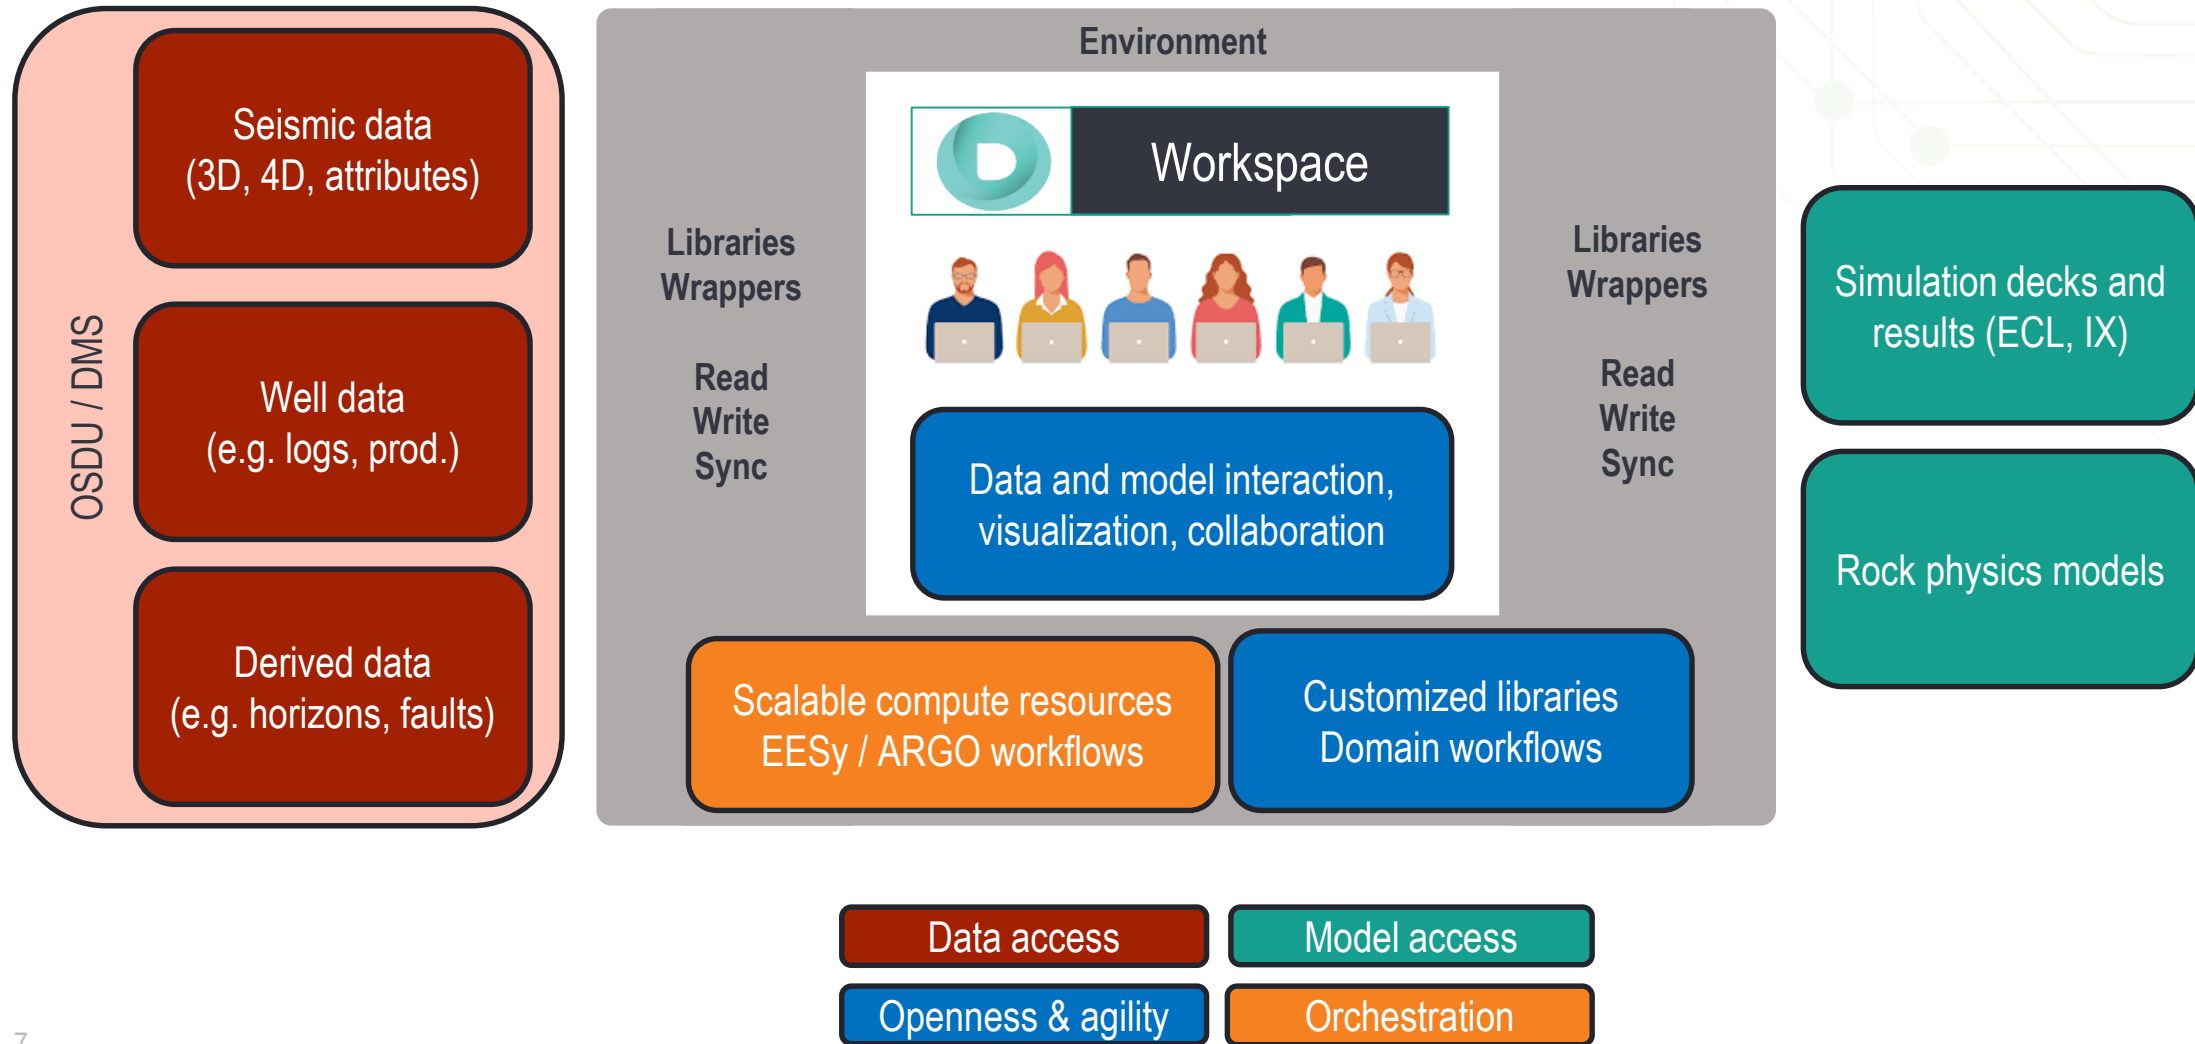 OSDU / DMS
Seismic data
(3D, 4D, attributes)
Well data
(e.g. logs, prod.)
Derived data
(e.g. horizons, faults)
Environment
D
Workspace
Libraries
Wrappers
Read
Write
Sync
Data and model interaction,
visualization, collaboration
Libraries
Wrappers
Read
Write
Sync
Scalable compute resources
EESy / ARGO workflows
Customized libraries
Domain workflows
Simulation decks and
results (ECL, IX)
Rock physics models
Data access
Model access
Openness & agility
Orchestration
7